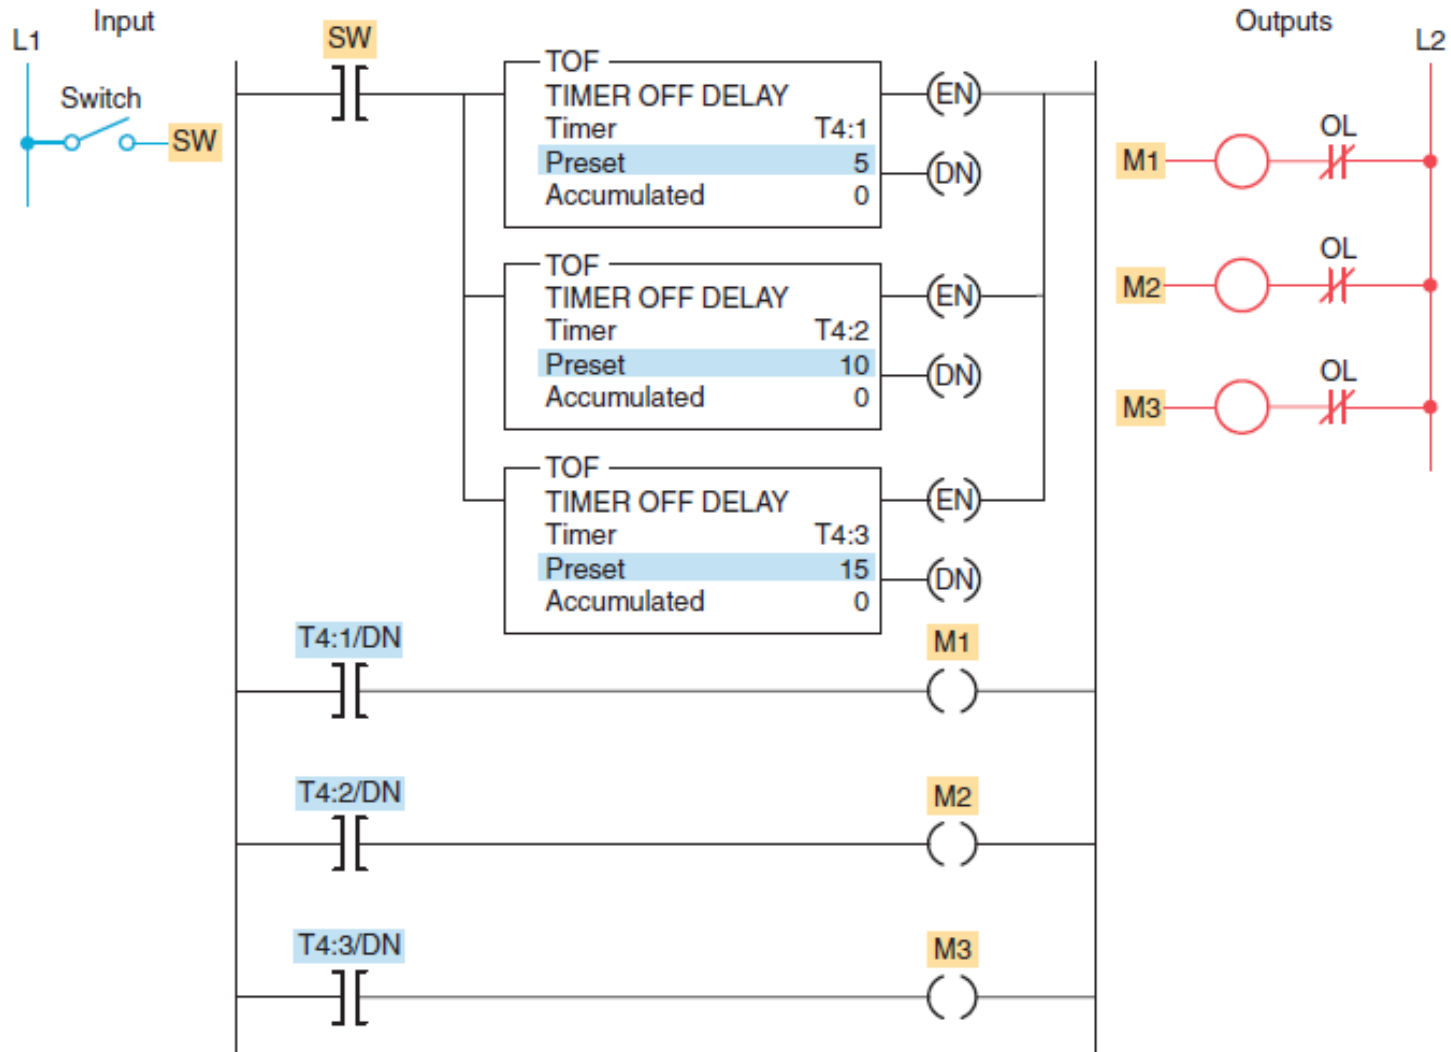 Input
L1
Switch
SW
SW
TOF
TIMER OFF DELAY
Timer T4:1
Preset 5
Accumulated 0
EN
DN
TOF
TIMER OFF DELAY
Timer T4:2
Preset 10
Accumulated 0
EN
DN
TOF
TIMER OFF DELAY
Timer T4:3
Preset 15
Accumulated 0
EN
DN
T4:1/DN
M1
T4:2/DN
M2
T4:3/DN
M3
Outputs
L2
OL
M1
OL
M2
OL
M3